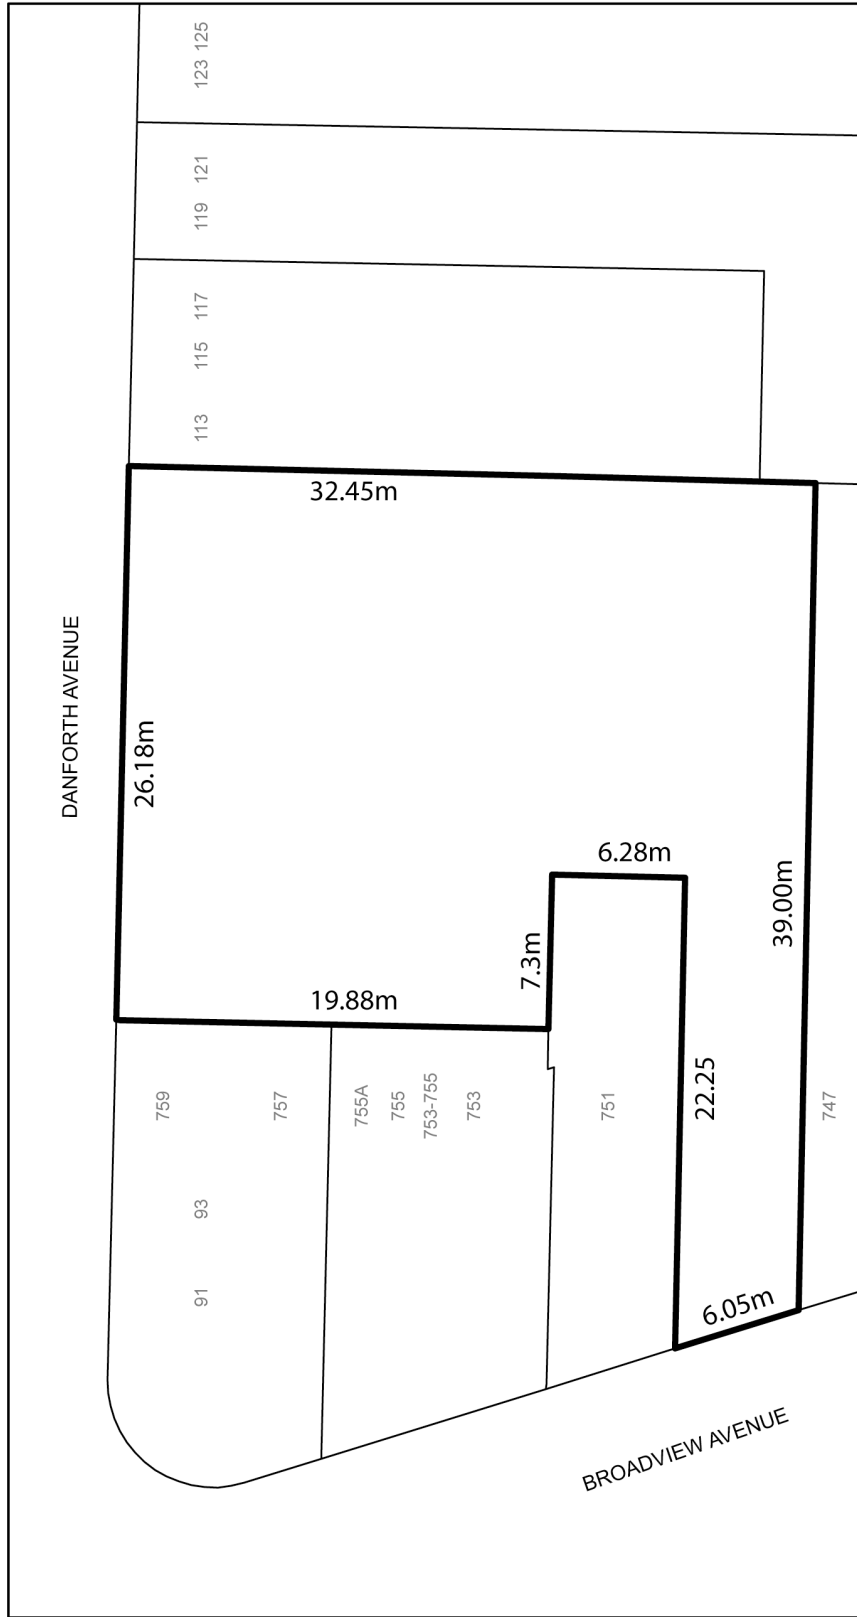 123 125
119 121
113 115 117
DANFORTH AVENUE
32.45m
26.18m
6.28m
7.3m
39.00m
19.88m
22.25
6.05m
759
757
755A
755
753-755
753
751
747
93
91
BROADVIEW AVENUE